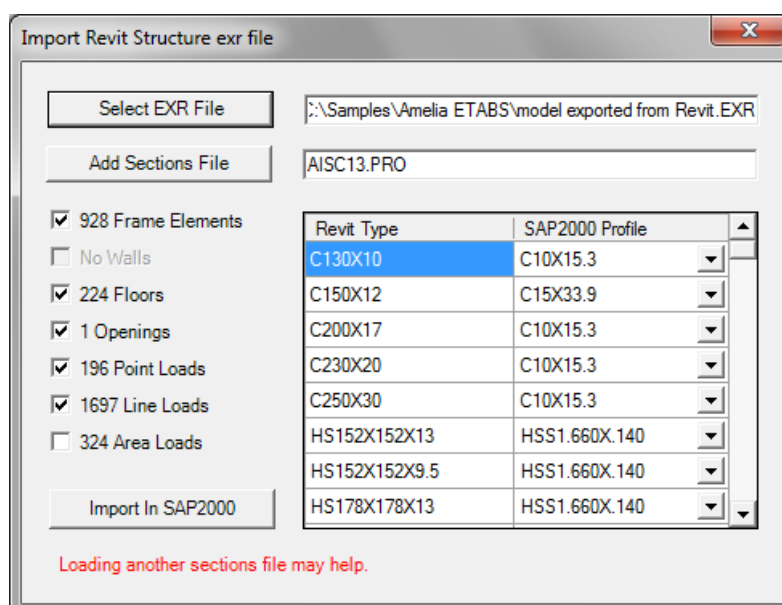 Import Revit Structure exr file
Select EXR File
C:\Samples\Amelia ETABS\model exported from Revit.EXR
Add Sections File
AISC13.PRO
928 Frame Elements
No Walls
224 Floors
1 Openings
196 Point Loads
1697 Line Loads
324 Area Loads
Import In SAP2000
Revit Type SAP2000 Profile
C130X10 C10X15.3
C150X12 C15X33.9
C200X17 C10X15.3
C230X20 C10X15.3
C250X30 C10X15.3
HS152X152X13 HSS1.660X.140
HS152X152X9.5 HSS1.660X.140
HS178X178X13 HSS1.660X.140
Loading another sections file may help.